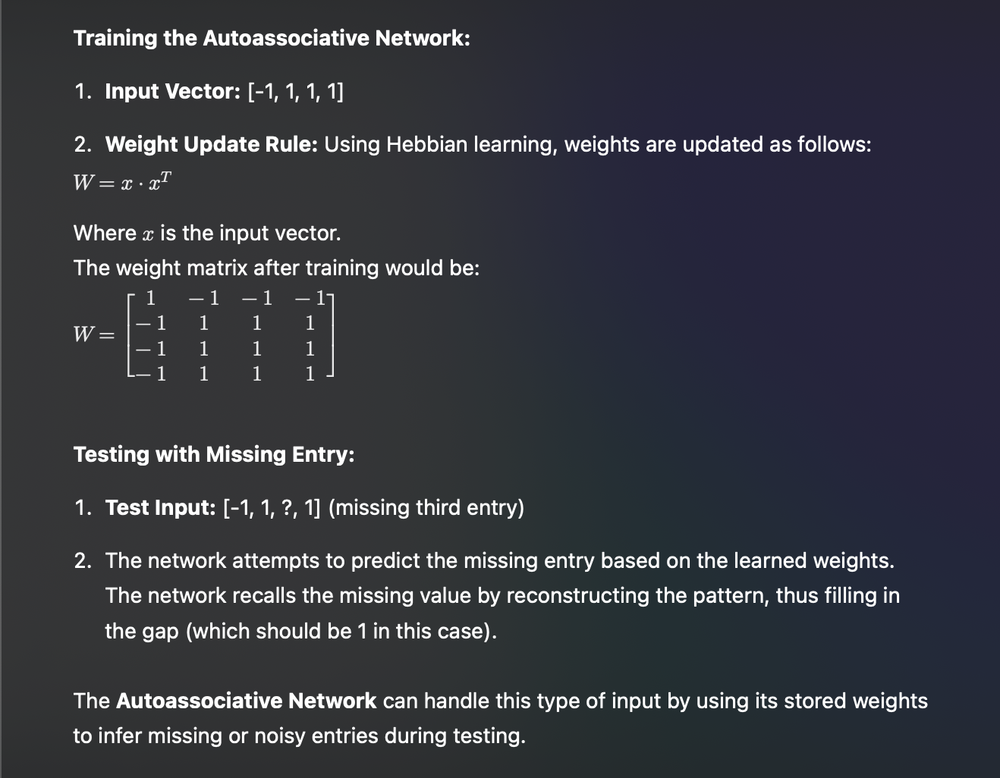 Training the Autoassociative Network:
1. Input Vector: [-1, 1, 1, 1]
2. Weight Update Rule: Using Hebbian learning, weights are updated as follows:
W = x · x^T
Where x is the input vector.
The weight matrix after training would be:
W =
1 −1 −1 −1
−1 1 1 1
−1 1 1 1
−1 1 1 1
Testing with Missing Entry:
1. Test Input: [-1, 1, ?, 1] (missing third entry)
2. The network attempts to predict the missing entry based on the learned weights.
The network recalls the missing value by reconstructing the pattern, thus filling in
the gap (which should be 1 in this case).
The Autoassociative Network can handle this type of input by using its stored weights
to infer missing or noisy entries during testing.